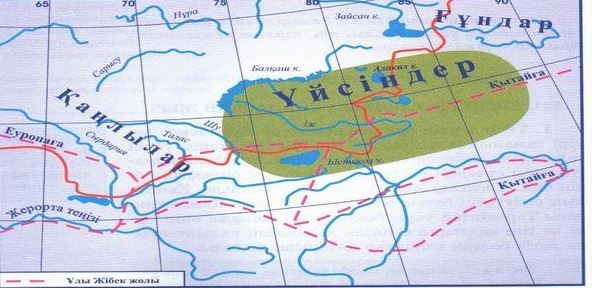 65
75
80
85
90
Нұра
Зайсан к.
Ғұндар
Сарысу
Балқаш к.
Алакөл к.
Үйсіндер
Қытайға
Қаңлылар
Шу
Іле
Талас
Еуропаға
Сырдария
Ыстықкөл
Қытайға
Жерорта теңізі
Ұлы Жібек жолы